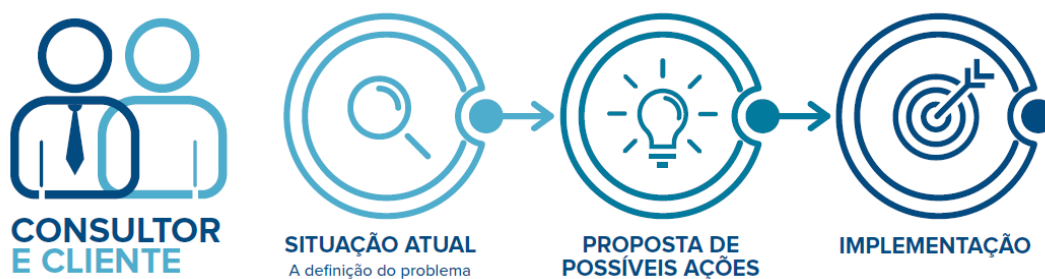 CONSULTOR
E CLIENTE
SITUAÇÃO ATUAL
A definição do problema
PROPOSTA DE
POSSÍVEIS AÇÕES
IMPLEMENTAÇÃO